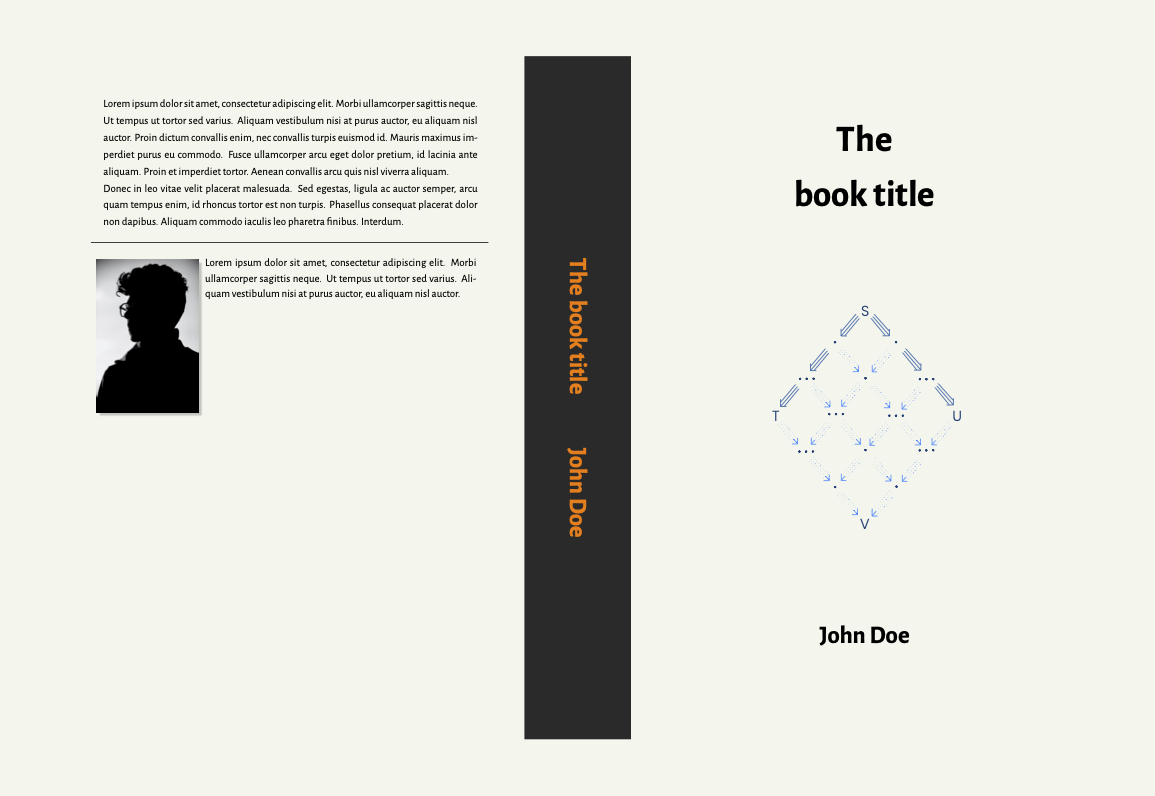 Lorem ipsum dolor sit amet, consectetur adipiscing elit. Morbi ullamcorper sagittis neque.
Ut tempus ut tortor sed varius. Aliquam vestibulum nisi at purus auctor, eu aliquam nisl
auctor. Proin dictum convallis enim, nec convallis turpis euismod id. Mauris maximus im-
perdiet purus eu commodo. Fusce ullamcorper arcu eget dolor pretium, id lacinia ante
aliquam. Proin et imperdiet tortor. Aenean convallis arcu quis nisl viverra aliquam.
Donec in leo vitae velit placerat malesuada. Sed egestas, ligula ac auctor semper, arcu
quam tempus enim, id rhoncus tortor est non turpis. Phasellus consequat placerat dolor
non dapibus. Aliquam commodo iaculis leo pharetra finibus. Interdum.
Lorem ipsum dolor sit amet, consectetur adipiscing elit. Morbi
ullamcorper sagittis neque. Ut tempus ut tortor sed varius. Ali-
quam vestibulum nisi at purus auctor, eu aliquam nisl auctor.
The book title John Doe
The
book title
S
T U
V
John Doe